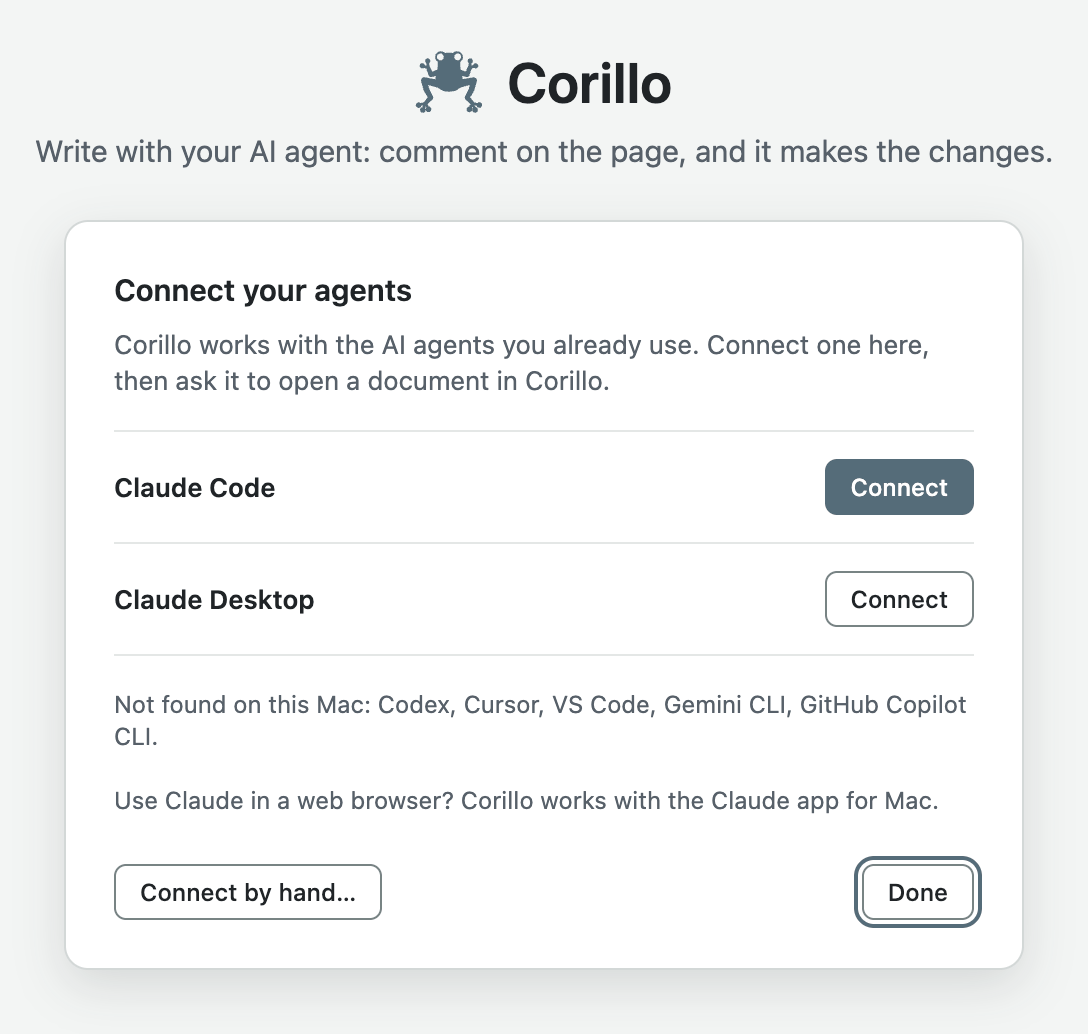 Corillo
Write with your AI agent: comment on the page, and it makes the changes.
Connect your agents
Corillo works with the AI agents you already use. Connect one here,
then ask it to open a document in Corillo.
Claude Code
Connect
Claude Desktop
Connect
Not found on this Mac: Codex, Cursor, VS Code, Gemini CLI, GitHub Copilot
CLI.
Use Claude in a web browser? Corillo works with the Claude app for Mac.
Connect by hand...
Done